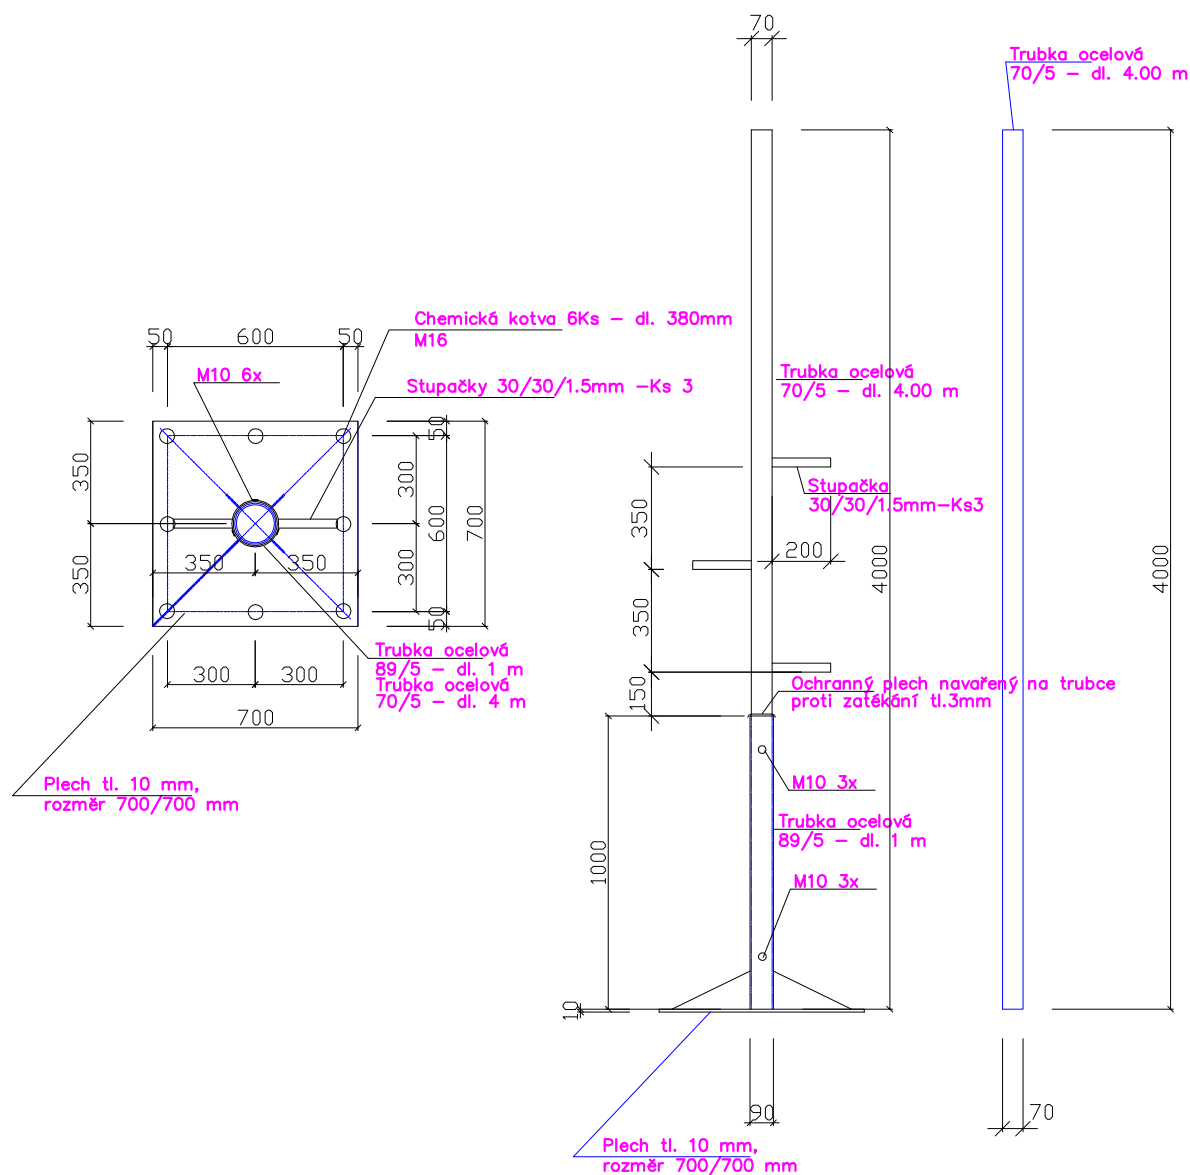 70
Trubka ocelová
70/5 – dl. 4.00 m
Chemická kotva 6Ks – dl. 380mm
M16
50
600
50
M10 6x
Stupačky 30/30/1.5mm –Ks 3
Trubka ocelová
70/5 – dl. 4.00 m
350
350
50
300
600
700
300
50
350
350
Stupačka
30/30/1.5mm–Ks3
350
200
4000
4000
350
150
Trubka ocelová
89/5 – dl. 1 m
Trubka ocelová
70/5 – dl. 4 m
300
300
700
Ochranný plech navařený na trubce
proti zatékání tl.3mm
Plech tl. 10 mm,
rozměr 700/700 mm
M10 3x
Trubka ocelová
89/5 – dl. 1 m
1000
M10 3x
10
90
70
Plech tl. 10 mm,
rozměr 700/700 mm